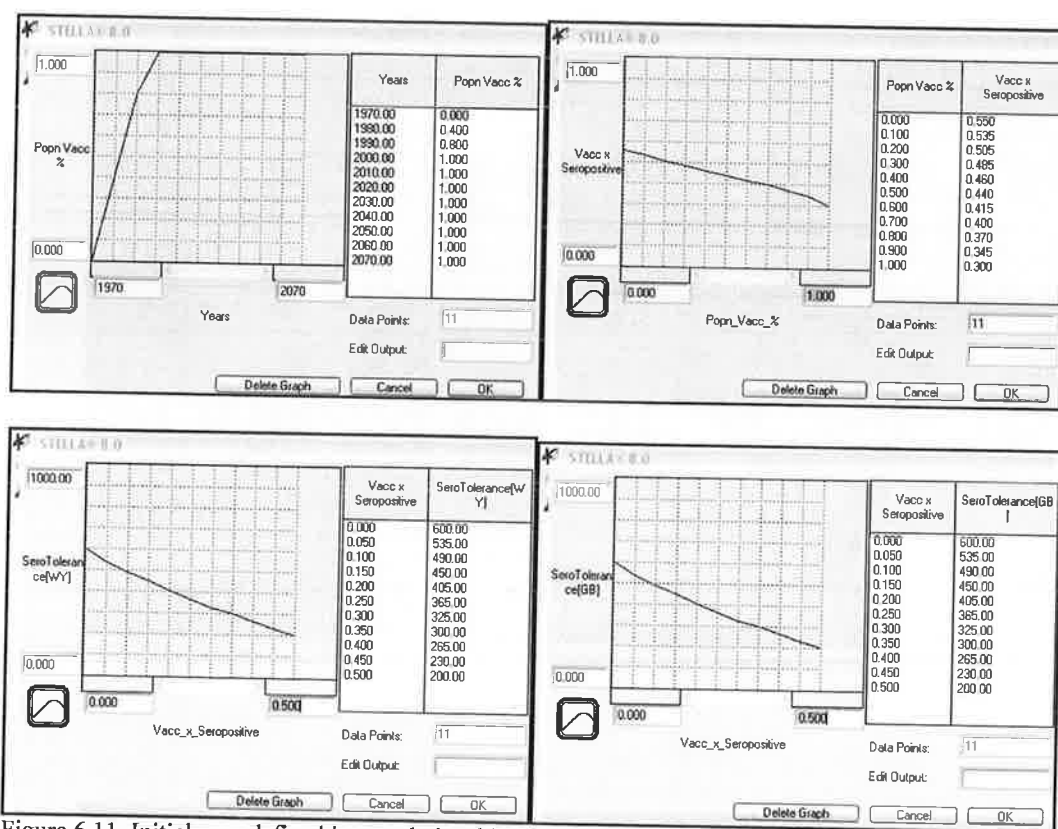 STELLA® 8.0
1.000
Popn Vacc %
0.000
1970
2070
Years
Years Popn Vacc %
1970.00 0.000
1980.00 0.400
1990.00 0.800
2000.00 1.000
2010.00 1.000
2020.00 1.000
2030.00 1.000
2040.00 1.000
2050.00 1.000
2060.00 1.000
2070.00 1.000
Data Points: 11
Edit Output:
Delete Graph Cancel OK
STELLA® 8.0
1.000
Vacc x
Seropositive
0.000
0.000
1.000
Popn_Vacc_%
Popn Vacc % Vacc x Seropositive
0.000 0.550
0.100 0.535
0.200 0.505
0.300 0.485
0.400 0.460
0.500 0.440
0.600 0.415
0.700 0.400
0.800 0.370
0.900 0.345
1.000 0.300
Data Points: 11
Edit Output:
Delete Graph Cancel OK
STELLA® 8.0
1000.00
SeroToleran
ce[WY]
0.000
0.000
0.500
Vacc_x_Seropositive
Vacc x Seropositive SeroTolerance[W Y]
0.000 600.00
0.050 535.00
0.100 490.00
0.150 450.00
0.200 405.00
0.250 365.00
0.300 325.00
0.350 300.00
0.400 265.00
0.450 230.00
0.500 200.00
Data Points: 11
Edit Output:
Delete Graph Cancel OK
STELLA® 8.0
1000.00
SeroToleran
ce[GB]
0.000
0.000
0.500
Vacc_x_Seropositive
Vacc x Seropositive SeroTolerance[GB ]
0.000 600.00
0.050 535.00
0.100 490.00
0.150 450.00
0.200 405.00
0.250 365.00
0.300 325.00
0.350 300.00
0.400 265.00
0.450 230.00
0.500 200.00
Data Points: 11
Edit Output:
Delete Graph Cancel OK
Figure 6.11 Initial